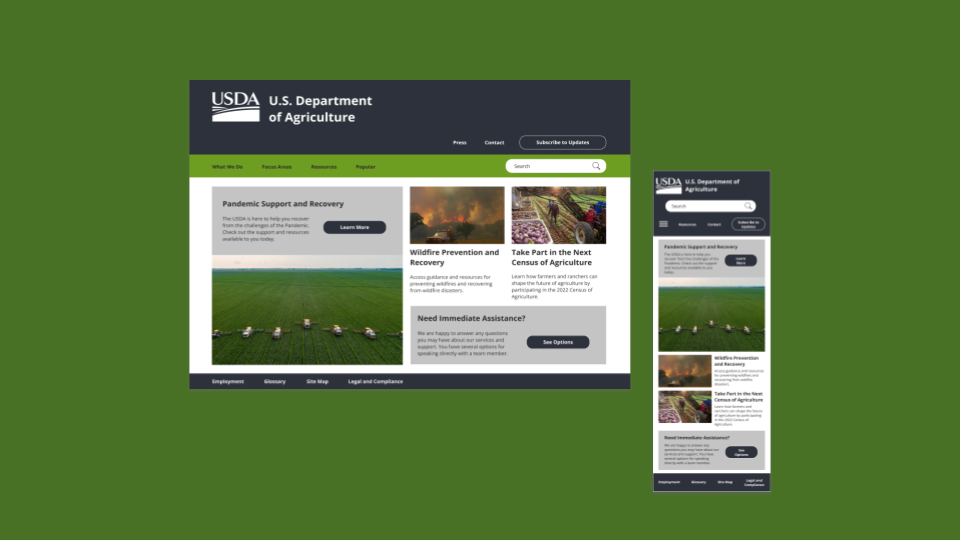 USDA
U.S. Department
of Agriculture
Press
Contact
Subscribe to Updates
What We Do
Focus Areas
Resources
Popular
Search
Pandemic Support and Recovery
The USDA is here to help you recover
from the challenges of the Pandemic.
Check out the support and resources
available to you today.
Learn More
Wildfire Prevention and
Recovery
Access guidance and resources for
preventing wildfires and recovering
from wildfire disasters.
Take Part in the Next
Census of Agriculture
Learn how farmers and ranchers can
shape the future of agriculture by
participating in the 2022 Census of
Agriculture.
Need Immediate Assistance?
We are happy to answer any questions
you may have about our services and
support. You have several options for
speaking directly with a team member.
See Options
Employment
Glossary
Site Map
Legal and Compliance
USDA
U.S. Department of
Agriculture
Search
Resources
Contact
Subscribe to
Updates
Pandemic Support and Recovery
The USDA is here to help you
recover from the challenges of the
Pandemic. Check out the support
and resources available to you
today.
Learn
More
Wildfire Prevention
and Recovery
Access guidance and resources
for preventing wildfires and
recovering from wildfire
disasters.
Take Part in the Next
Census of Agriculture
Learn how farmers and
ranchers can shape the future
of agriculture by participating
in the 2022 Census of
Agriculture.
Need Immediate Assistance?
We are happy to answer any
questions you may have about our
services and support. You have
several options for speaking
directly with a team member.
See
Options
Employment
Glossary
Site Map
Legal and
Compliance